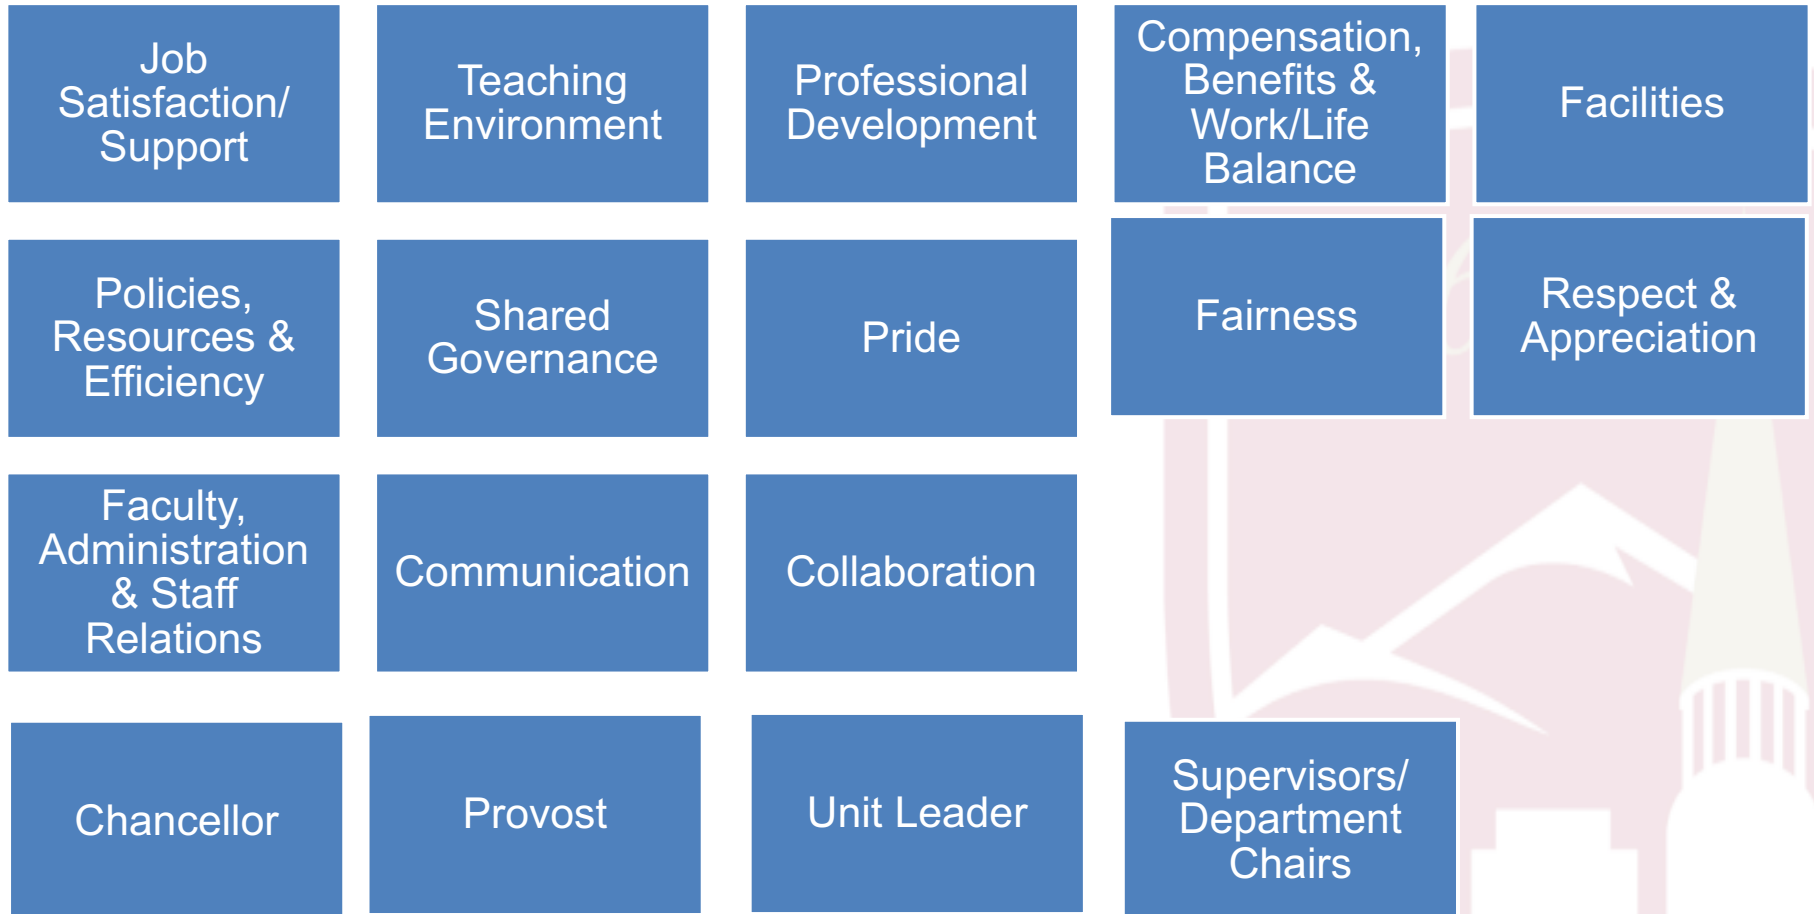 Job
Satisfaction/
Support
Teaching
Environment
Professional
Development
Compensation,
Benefits &
Work/Life
Balance
Facilities
Policies,
Resources &
Efficiency
Shared
Governance
Pride
Fairness
Respect &
Appreciation
Faculty,
Administration
& Staff
Relations
Communication
Collaboration
Chancellor
Provost
Unit Leader
Supervisors/
Department
Chairs